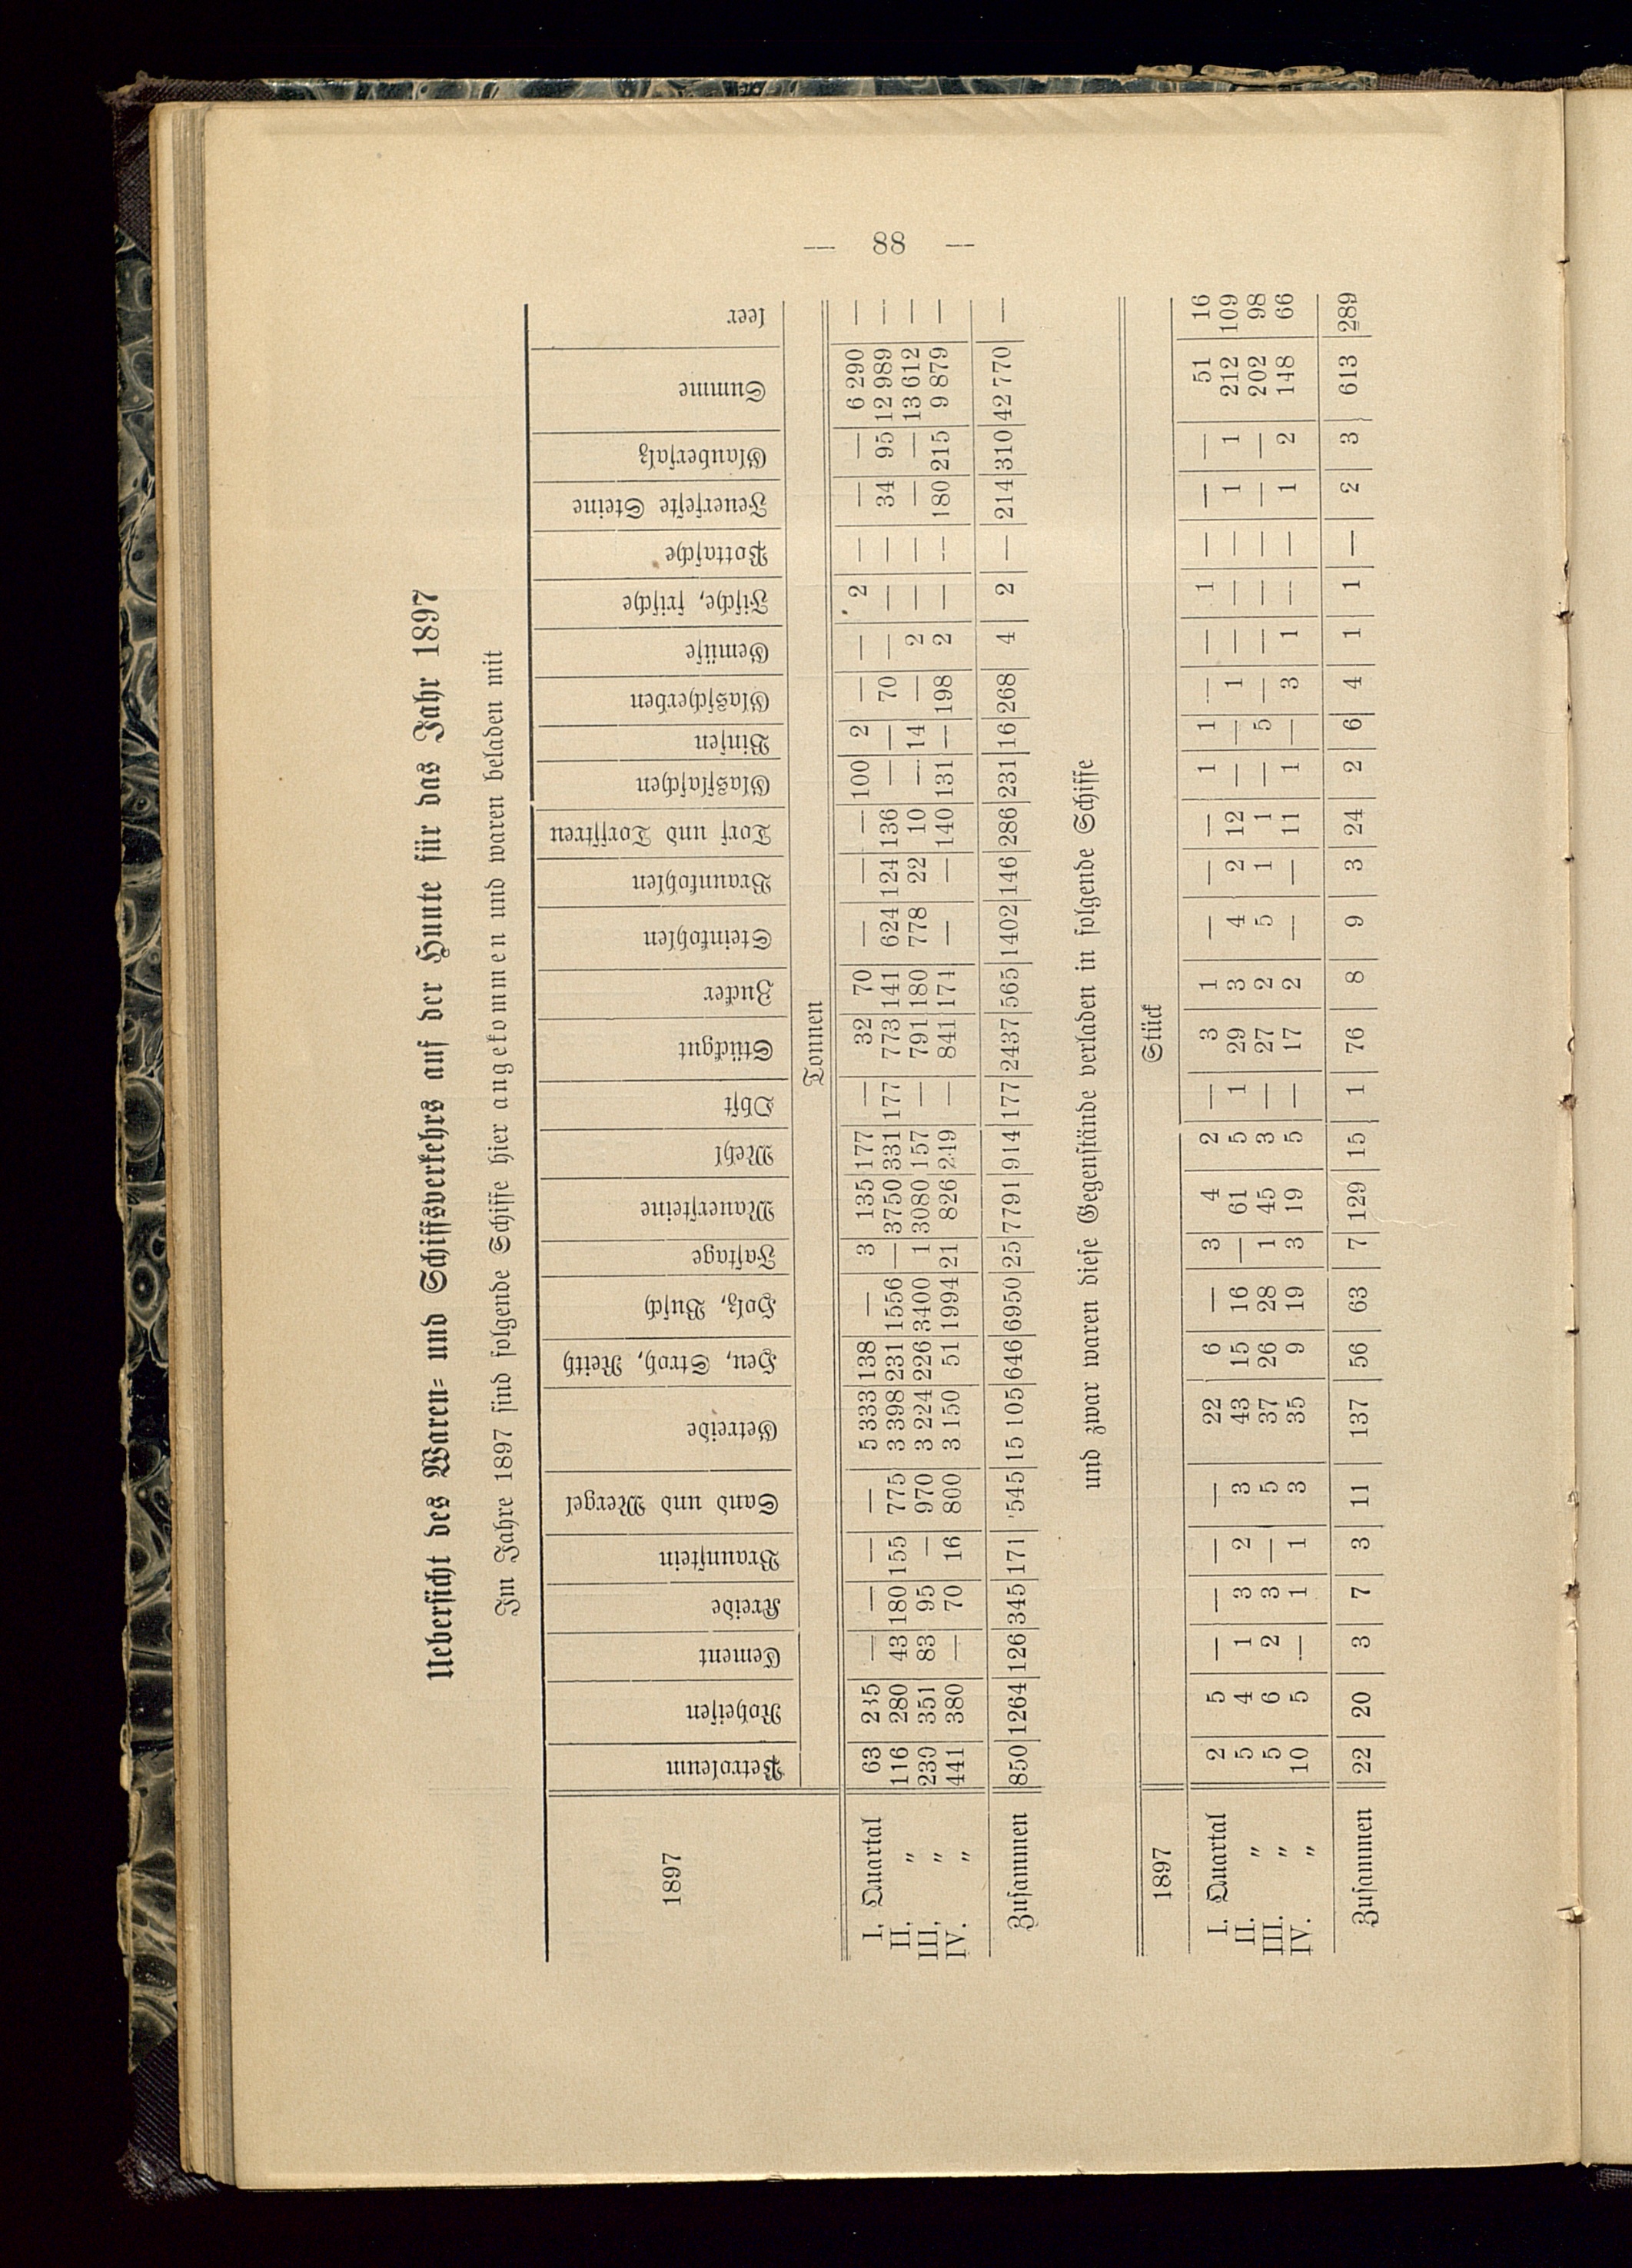 — 88 —
Uebersicht des Waren- und Schiffsverkehrs auf der Hunte für das Jahr 1897
Im Jahre 1897 sind folgende Schiffe hier angekommen und waren beladen mit
1897 | Petroleum | Roheisen | Cement | Kreide | Braunstein | Sand und Mergel | Getreide | Heu, Stroh, Reith | Holz, Busch | Fastage | Mauersteine | Mehl | Obst | Stückgut | Zucker | Steinkohlen | Braunkohlen | Torf und Torfstreu | Glasflaschen | Binsen | Glasscherben | Gemüse | Fische, frische | Pottasche | Feuerfeste Steine | Glaubersalz | Summe | leer
Tonnen
I. Quartal | 63 | 2 5 | — | — | — | — | 5 333 | 138 | — | 3 | 135 | 177 | — | 32 | 70 | — | — | — | 100 | 2 | — | — | 2 | — | — | — | 6 290 | —
II. „ | 116 | 280 | 43 | 180 | 155 | 775 | 3 398 | 231 | 1556 | — | 3750 | 331 | 177 | 773 | 141 | 624 | 124 | 136 | — | — | 70 | — | — | — | 34 | 95 | 12 989 | —
III. „ | 239 | 351 | 83 | 95 | — | 970 | 3 224 | 226 | 3400 | 1 | 3080 | 157 | — | 791 | 180 | 778 | 22 | 10 | — | 14 | — | 2 | — | — | — | — | 13 612 | —
IV. „ | 441 | 380 | — | 70 | 16 | 800 | 3 150 | 51 | 1994 | 21 | 826 | 249 | — | 841 | 174 | — | — | 140 | 131 | — | 198 | 2 | — | — | 180 | 215 | 9 879 | —
Zusammen | 850 | 1264 | 126 | 345 | 171 | 545 | 15 105 | 646 | 6950 | 25 | 7791 | 914 | 177 | 2437 | 565 | 1402 | 146 | 286 | 231 | 16 | 268 | 4 | 2 | — | 214 | 310 | 42 770 | —
und zwar waren diese Gegenstände verladen in folgende Schiffe
1897 | Stück
I. Quartal | 2 | 5 | — | — | — | — | 22 | 6 | — | 3 | 4 | 2 | — | 3 | 1 | — | — | — | 1 | 1 | — | — | 1 | — | — | — | 51 | 16
II. „ | 5 | 4 | 1 | 3 | 2 | 3 | 43 | 15 | 16 | — | 61 | 5 | 1 | 29 | 3 | 4 | 2 | 12 | — | — | 1 | — | — | — | 1 | 1 | 212 | 109
III. „ | 5 | 6 | 2 | 3 | — | 5 | 37 | 26 | 28 | 1 | 45 | 3 | — | 27 | 2 | 5 | 1 | 1 | — | 5 | — | — | — | — | — | — | 202 | 98
IV. „ | 10 | 5 | — | 1 | 1 | 3 | 35 | 9 | 19 | 3 | 19 | 5 | — | 17 | 2 | — | — | 11 | 1 | — | 3 | 1 | — | — | 1 | 2 | 148 | 66
Zusammen | 22 | 20 | 3 | 7 | 3 | 11 | 137 | 56 | 63 | 7 | 129 | 15 | 1 | 76 | 8 | 9 | 3 | 24 | 2 | 6 | 4 | 1 | 1 | — | 2 | 3 | 613 | 289